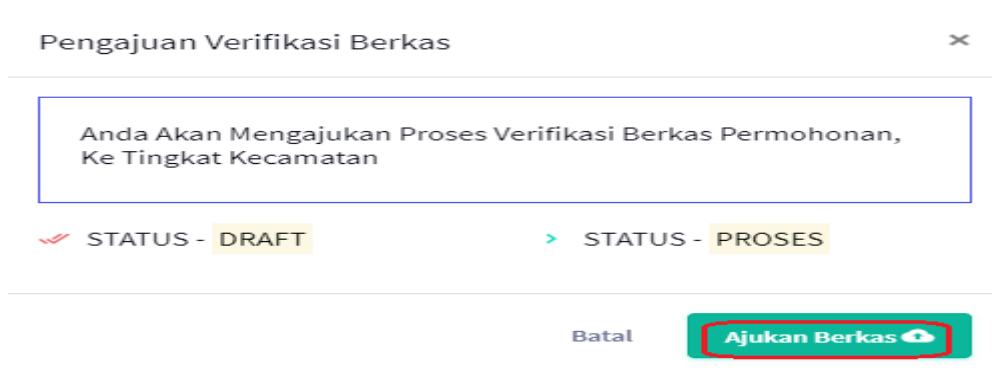 Pengajuan Verifikasi Berkas
Anda Akan Mengajukan Proses Verifikasi Berkas Permohonan,
Ke Tingkat Kecamatan
STATUS - DRAFT
STATUS - PROSES
Batal
Ajukan Berkas